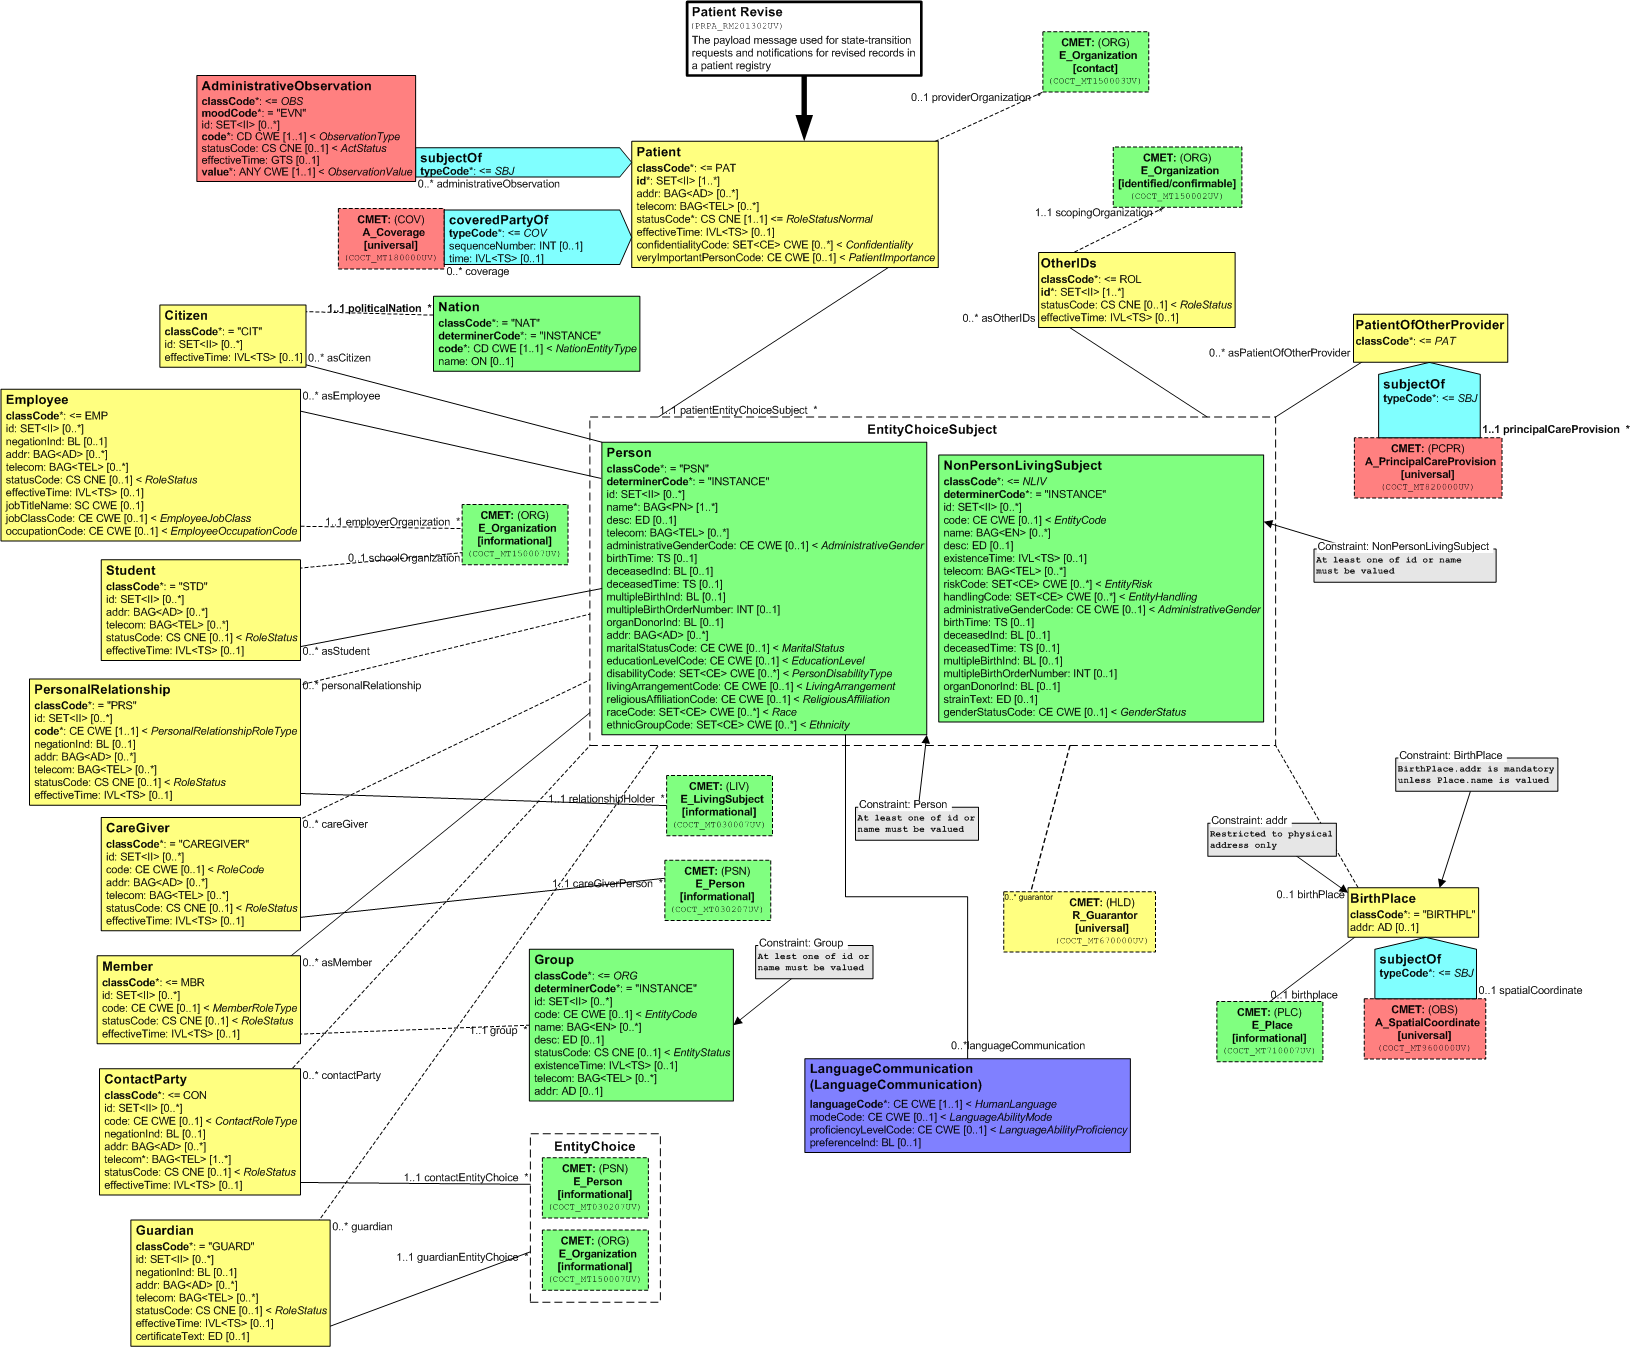 Patient Revise
(PRPA_RM201302UV)
The payload message used for state-transition
requests and notifications for revised records in
a patient registry
CMET: (ORG)
E_Organization
[contact]
(COCT_MT150003UV)
0..1 providerOrganization *
AdministrativeObservation
classCode*: <= OBS
moodCode*: = "EVN"
id: SET<II> [0..*]
code*: CD CWE [1..1] < ObservationType
statusCode: CS CNE [0..1] < ActStatus
effectiveTime: GTS [0..1]
value*: ANY CWE [1..1] < ObservationValue
subjectOf
typeCode*: <= SBJ
0..* administrativeObservation
Patient
classCode*: <= PAT
id*: SET<II> [1..*]
addr: BAG<AD> [0..*]
telecom: BAG<TEL> [0..*]
statusCode*: CS CNE [1..1] <= RoleStatusNormal
effectiveTime: IVL<TS> [0..1]
confidentialityCode: SET<CE> CWE [0..*] < Confidentiality
veryImportantPersonCode: CE CWE [0..1] < PatientImportance
CMET: (COV)
A_Coverage
[universal]
(COCT_MT180000UV)
coveredPartyOf
typeCode*: <= COV
sequenceNumber: INT [0..1]
time: IVL<TS> [0..1]
0..* coverage
CMET: (ORG)
E_Organization
[identified/confirmable]
(COCT_MT150002UV)
1..1 scopingOrganization *
OtherIDs
classCode*: <= ROL
id*: SET<II> [1..*]
statusCode: CS CNE [0..1] < RoleStatus
effectiveTime: IVL<TS> [0..1]
0..* asOtherIDs
PatientOfOtherProvider
classCode*: <= PAT
0..* asPatientOfOtherProvider
subjectOf
typeCode*: <= SBJ
1..1 principalCareProvision *
CMET: (PCPR)
A_PrincipalCareProvision
[universal]
(COCT_MT820000UV)
Citizen
classCode*: = "CIT"
id: SET<II> [0..*]
effectiveTime: IVL<TS> [0..1]
0..* asCitizen
1..1 politicalNation *
Nation
classCode*: = "NAT"
determinerCode*: = "INSTANCE"
code*: CD CWE [1..1] < NationEntityType
name: ON [0..1]
Employee
classCode*: <= EMP
id: SET<II> [0..*]
negationInd: BL [0..1]
addr: BAG<AD> [0..*]
telecom: BAG<TEL> [0..*]
statusCode: CS CNE [0..1] < RoleStatus
effectiveTime: IVL<TS> [0..1]
jobTitleName: SC CWE [0..1]
jobClassCode: CE CWE [0..1] < EmployeeJobClass
occupationCode: CE CWE [0..1] < EmployeeOccupationCode
0..* asEmployee
1..1 employerOrganization *
CMET: (ORG)
E_Organization
[informational]
(COCT_MT150007UV)
0..1 schoolOrganization *
Student
classCode*: = "STD"
id: SET<II> [0..*]
addr: BAG<AD> [0..*]
telecom: BAG<TEL> [0..*]
statusCode: CS CNE [0..1] < RoleStatus
effectiveTime: IVL<TS> [0..1]
0..* asStudent
1..1 patientEntityChoiceSubject *
EntityChoiceSubject
Person
classCode*: = "PSN"
determinerCode*: = "INSTANCE"
id: SET<II> [0..*]
name*: BAG<PN> [1..*]
desc: ED [0..1]
telecom: BAG<TEL> [0..*]
administrativeGenderCode: CE CWE [0..1] < AdministrativeGender
birthTime: TS [0..1]
deceasedInd: BL [0..1]
deceasedTime: TS [0..1]
multipleBirthInd: BL [0..1]
multipleBirthOrderNumber: INT [0..1]
organDonorInd: BL [0..1]
addr: BAG<AD> [0..*]
maritalStatusCode: CE CWE [0..1] < MaritalStatus
educationLevelCode: CE CWE [0..1] < EducationLevel
disabilityCode: SET<CE> CWE [0..*] < PersonDisabilityType
livingArrangementCode: CE CWE [0..1] < LivingArrangement
religiousAffiliationCode: CE CWE [0..1] < ReligiousAffiliation
raceCode: SET<CE> CWE [0..*] < Race
ethnicGroupCode: SET<CE> CWE [0..*] < Ethnicity
NonPersonLivingSubject
classCode*: <= NLIV
determinerCode*: = "INSTANCE"
id: SET<II> [0..*]
code: CE CWE [0..1] < EntityCode
name: BAG<EN> [0..*]
desc: ED [0..1]
existenceTime: IVL<TS> [0..1]
telecom: BAG<TEL> [0..*]
riskCode: SET<CE> CWE [0..*] < EntityRisk
handlingCode: SET<CE> CWE [0..*] < EntityHandling
administrativeGenderCode: CE CWE [0..1] < AdministrativeGender
birthTime: TS [0..1]
deceasedInd: BL [0..1]
deceasedTime: TS [0..1]
multipleBirthInd: BL [0..1]
multipleBirthOrderNumber: INT [0..1]
organDonorInd: BL [0..1]
strainText: ED [0..1]
genderStatusCode: CE CWE [0..1] < GenderStatus
Constraint: NonPersonLivingSubject
At least one of id or name
must be valued
PersonalRelationship
classCode*: = "PRS"
id: SET<II> [0..*]
code*: CE CWE [1..1] < PersonalRelationshipRoleType
negationInd: BL [0..1]
addr: BAG<AD> [0..*]
telecom: BAG<TEL> [0..*]
statusCode: CS CNE [0..1] < RoleStatus
effectiveTime: IVL<TS> [0..1]
0..* personalRelationship
1..1 relationshipHolder *
CMET: (LIV)
E_LivingSubject
[informational]
(COCT_MT030007UV)
Constraint: Person
At least one of id or
name must be valued
Constraint: BirthPlace
BirthPlace.addr is mandatory
unless Place.name is valued
Constraint: addr
Restricted to physical
address only
CareGiver
classCode*: = "CAREGIVER"
id: SET<II> [0..*]
code: CE CWE [0..1] < RoleCode
addr: BAG<AD> [0..*]
telecom: BAG<TEL> [0..*]
statusCode: CS CNE [0..1] < RoleStatus
effectiveTime: IVL<TS> [0..1]
0..* careGiver
1..1 careGiverPerson *
CMET: (PSN)
E_Person
[informational]
(COCT_MT030207UV)
0..* guarantor
CMET: (HLD)
R_Guarantor
[universal]
(COCT_MT670000UV)
0..1 birthPlace
BirthPlace
classCode*: = "BIRTHPL"
addr: AD [0..1]
subjectOf
typeCode*: <= SBJ
0..1 birthplace
0..1 spatialCoordinate
CMET: (PLC)
E_Place
[informational]
(COCT_MT710007UV)
CMET: (OBS)
A_SpatialCoordinate
[universal]
(COCT_MT960000UV)
Member
classCode*: <= MBR
id: SET<II> [0..*]
code: CE CWE [0..1] < MemberRoleType
statusCode: CS CNE [0..1] < RoleStatus
effectiveTime: IVL<TS> [0..1]
0..* asMember
1..1 group *
Group
classCode*: <= ORG
determinerCode*: = "INSTANCE"
id: SET<II> [0..*]
code: CE CWE [0..1] < EntityCode
name: BAG<EN> [0..*]
desc: ED [0..1]
statusCode: CS CNE [0..1] < EntityStatus
existenceTime: IVL<TS> [0..1]
telecom: BAG<TEL> [0..*]
addr: AD [0..1]
Constraint: Group
At lest one of id or
name must be valued
0..* languageCommunication
LanguageCommunication
(LanguageCommunication)
languageCode*: CE CWE [1..1] < HumanLanguage
modeCode: CE CWE [0..1] < LanguageAbilityMode
proficiencyLevelCode: CE CWE [0..1] < LanguageAbilityProficiency
preferenceInd: BL [0..1]
ContactParty
classCode*: <= CON
id: SET<II> [0..*]
code: CE CWE [0..1] < ContactRoleType
negationInd: BL [0..1]
addr: BAG<AD> [0..*]
telecom*: BAG<TEL> [1..*]
statusCode: CS CNE [0..1] < RoleStatus
effectiveTime: IVL<TS> [0..1]
0..* contactParty
1..1 contactEntityChoice *
EntityChoice
CMET: (PSN)
E_Person
[informational]
(COCT_MT030207UV)
CMET: (ORG)
E_Organization
[informational]
(COCT_MT150007UV)
Guardian
classCode*: = "GUARD"
id: SET<II> [0..*]
negationInd: BL [0..1]
addr: BAG<AD> [0..*]
telecom: BAG<TEL> [0..*]
statusCode: CS CNE [0..1] < RoleStatus
effectiveTime: IVL<TS> [0..1]
certificateText: ED [0..1]
0..* guardian
1..1 guardianEntityChoice *